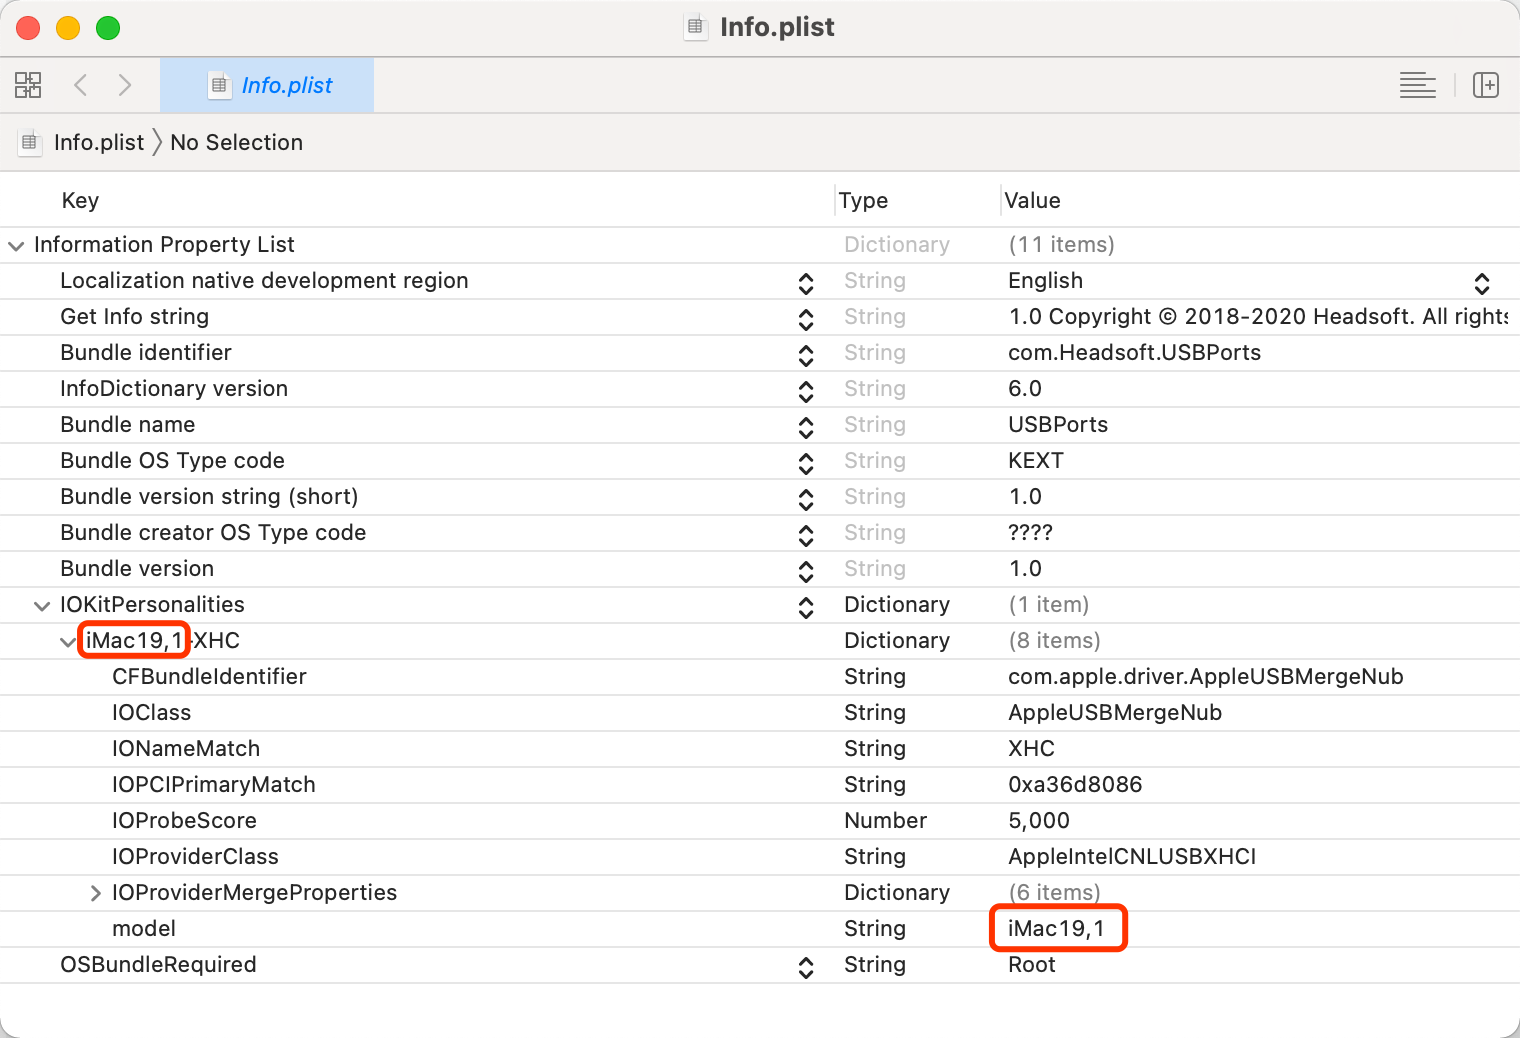 Info.plist
Info.plist
Info.plist No Selection
Key Type Value
Information Property List Dictionary (11 items)
Localization native development region String English
Get Info string String 1.0 Copyright © 2018-2020 Headsoft. All rights
Bundle identifier String com.Headsoft.USBPorts
InfoDictionary version String 6.0
Bundle name String USBPorts
Bundle OS Type code String KEXT
Bundle version string (short) String 1.0
Bundle creator OS Type code String ????
Bundle version String 1.0
IOKitPersonalities Dictionary (1 item)
iMac19,1-XHC Dictionary (8 items)
CFBundleIdentifier String com.apple.driver.AppleUSBMergeNub
IOClass String AppleUSBMergeNub
IONameMatch String XHC
IOPCIPrimaryMatch String 0xa36d8086
IOProbeScore Number 5,000
IOProviderClass String AppleIntelCNLUSBXHCI
IOProviderMergeProperties Dictionary (6 items)
model String iMac19,1
OSBundleRequired String Root